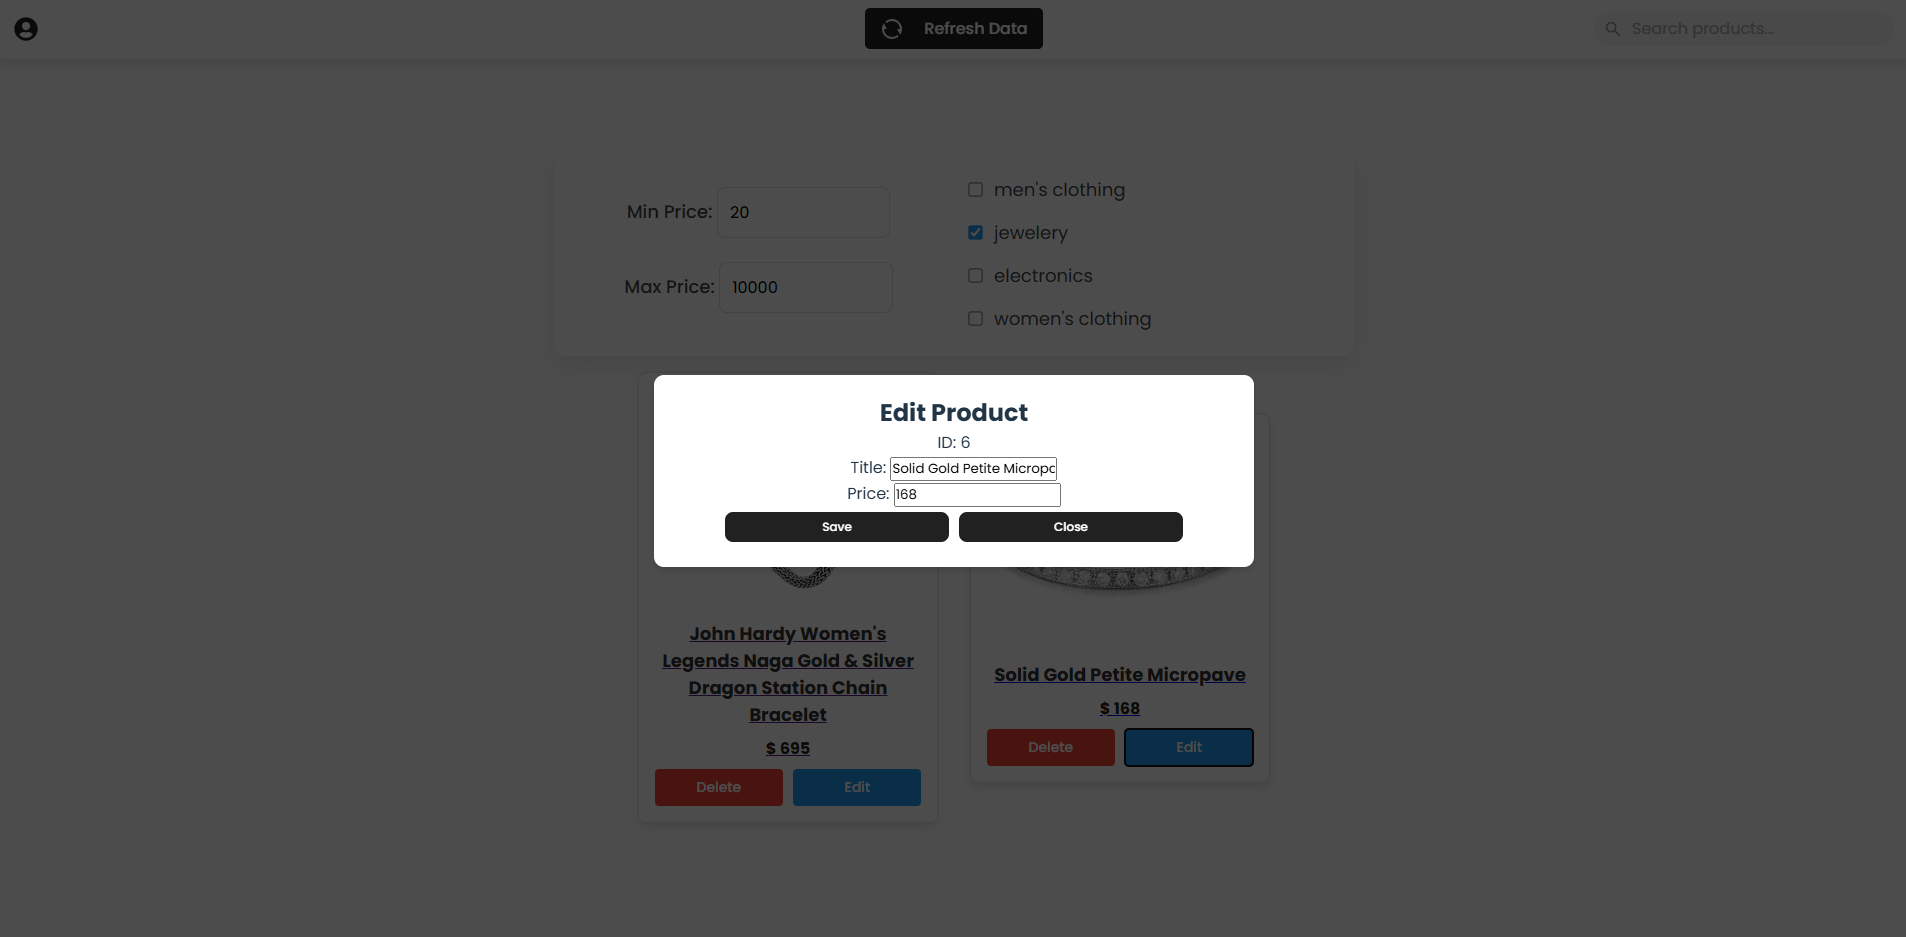 Refresh Data
Search products...
Min Price: 20
Max Price: 10000
men's clothing
jewelery
electronics
women's clothing
Edit Product
ID: 6
Title: Solid Gold Petite Micropa
Price: 168
Save
Close
John Hardy Women's
Legends Naga Gold & Silver
Dragon Station Chain
Bracelet
$ 695
Delete
Edit
Solid Gold Petite Micropave
$ 168
Delete
Edit